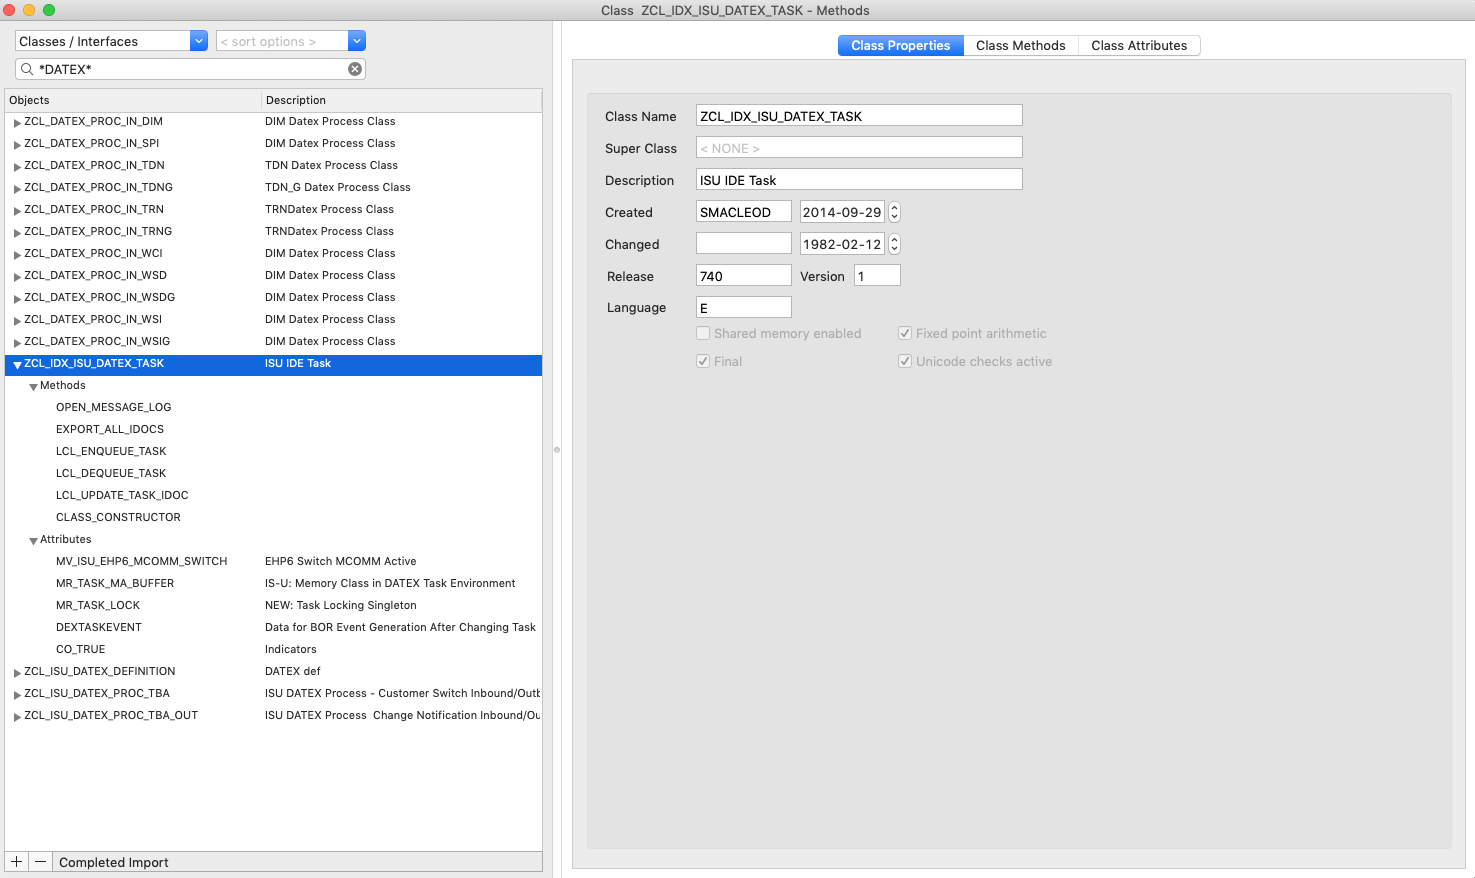 Class ZCL_IDX_ISU_DATEX_TASK - Methods
Classes / Interfaces
< sort options >
*DATEX*
Objects Description
ZCL_DATEX_PROC_IN_DIM DIM Datex Process Class
ZCL_DATEX_PROC_IN_SPI DIM Datex Process Class
ZCL_DATEX_PROC_IN_TDN TDN Datex Process Class
ZCL_DATEX_PROC_IN_TDNG TDN_G Datex Process Class
ZCL_DATEX_PROC_IN_TRN TRNDatex Process Class
ZCL_DATEX_PROC_IN_TRNG TRNDatex Process Class
ZCL_DATEX_PROC_IN_WCI DIM Datex Process Class
ZCL_DATEX_PROC_IN_WSD DIM Datex Process Class
ZCL_DATEX_PROC_IN_WSDG DIM Datex Process Class
ZCL_DATEX_PROC_IN_WSI DIM Datex Process Class
ZCL_DATEX_PROC_IN_WSIG DIM Datex Process Class
ZCL_IDX_ISU_DATEX_TASK ISU IDE Task
Methods
OPEN_MESSAGE_LOG
EXPORT_ALL_IDOCS
LCL_ENQUEUE_TASK
LCL_DEQUEUE_TASK
LCL_UPDATE_TASK_IDOC
CLASS_CONSTRUCTOR
Attributes
MV_ISU_EHP6_MCOMM_SWITCH EHP6 Switch MCOMM Active
MR_TASK_MA_BUFFER IS-U: Memory Class in DATEX Task Environment
MR_TASK_LOCK NEW: Task Locking Singleton
DEXTASKEVENT Data for BOR Event Generation After Changing Task
CO_TRUE Indicators
ZCL_ISU_DATEX_DEFINITION DATEX def
ZCL_ISU_DATEX_PROC_TBA ISU DATEX Process - Customer Switch Inbound/Outb
ZCL_ISU_DATEX_PROC_TBA_OUT ISU DATEX Process Change Notification Inbound/Ou
+ − Completed Import
Class Properties Class Methods Class Attributes
Class Name ZCL_IDX_ISU_DATEX_TASK
Super Class < NONE >
Description ISU IDE Task
Created SMACLEOD 2014-09-29
Changed 1982-02-12
Release 740 Version 1
Language E
Shared memory enabled Fixed point arithmetic
Final Unicode checks active